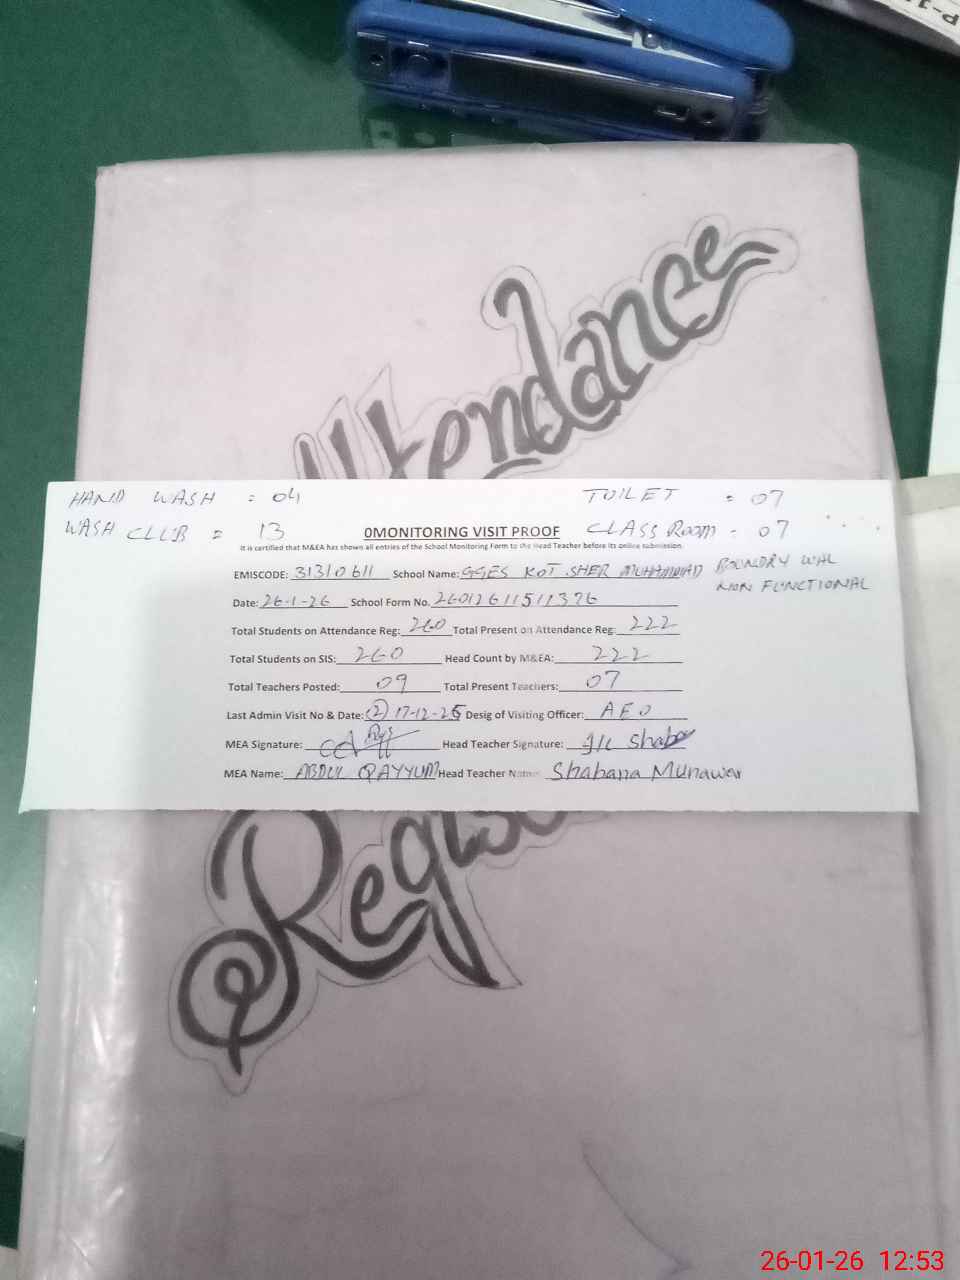 P-1
Attendance
HAND WASH : 04
TOILET = 07
WASH CLUB = 13
0MONITORING VISIT PROOF
CLASS ROOM - 07
It is certified that M&EA has shown all entries of the School Monitoring Form to the Head Teacher before its online submission.
EMISCODE: 31310611 School Name: GGES KOT SHER MUHAMMAD
BOUNDRY WAL
NON FUNCTIONAL
Date: 26-1-26 School Form No. 26012611511376
Total Students on Attendance Reg: 260 Total Present on Attendance Reg: 222
Total Students on SIS: 260 Head Count by M&EA: 222
Total Teachers Posted: 09 Total Present Teachers: 07
Last Admin Visit No & Date: (2) 17-12-25 Desig of Visiting Officer: AEO
MEA Signature: Head Teacher Signature: Shaba
MEA Name: ABDUL QAYYUM Head Teacher Name: Shabana Munawar
Regis
26-01-26 12:53